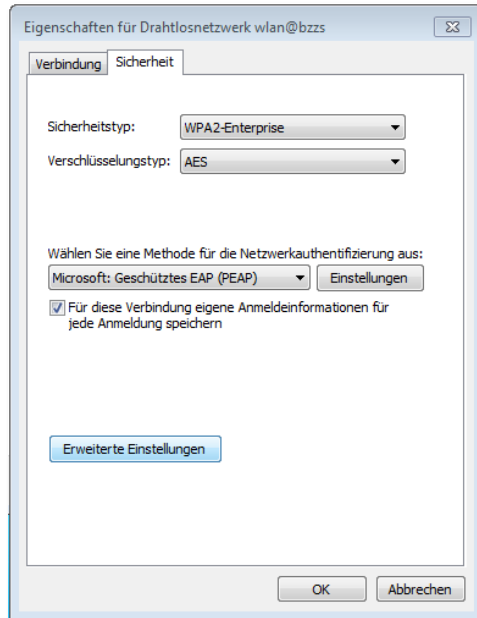 Eigenschaften für Drahtlosnetzwerk wlan@bzzs
Verbindung Sicherheit
Sicherheitstyp: WPA2-Enterprise
Verschlüsselungstyp: AES
Wählen Sie eine Methode für die Netzwerkauthentifizierung aus:
Microsoft: Geschütztes EAP (PEAP) Einstellungen
Für diese Verbindung eigene Anmeldeinformationen für
jede Anmeldung speichern
Erweiterte Einstellungen
OK Abbrechen